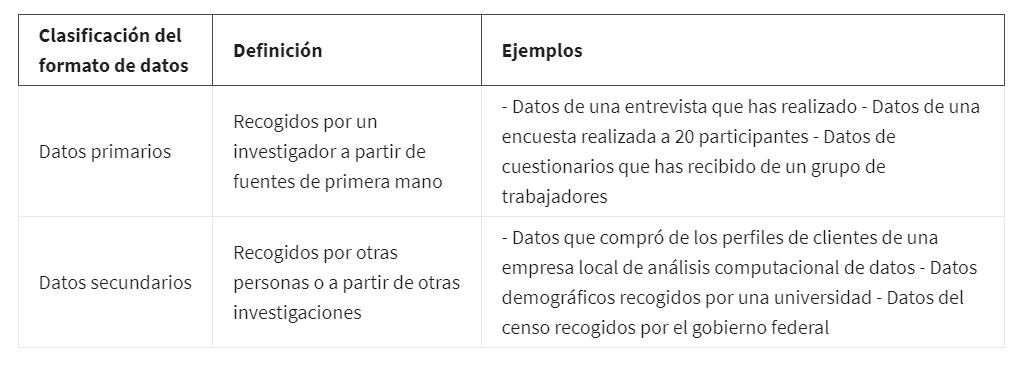 Clasificación del
formato de datos
Definición
Ejemplos
Datos primarios
Recogidos por un
investigador a partir de
fuentes de primera mano
- Datos de una entrevista que has realizado - Datos de una
encuesta realizada a 20 participantes - Datos de
cuestionarios que has recibido de un grupo de
trabajadores
Datos secundarios
Recogidos por otras
personas o a partir de otras
investigaciones
- Datos que compró de los perfiles de clientes de una
empresa local de análisis computacional de datos - Datos
demográficos recogidos por una universidad - Datos del
censo recogidos por el gobierno federal